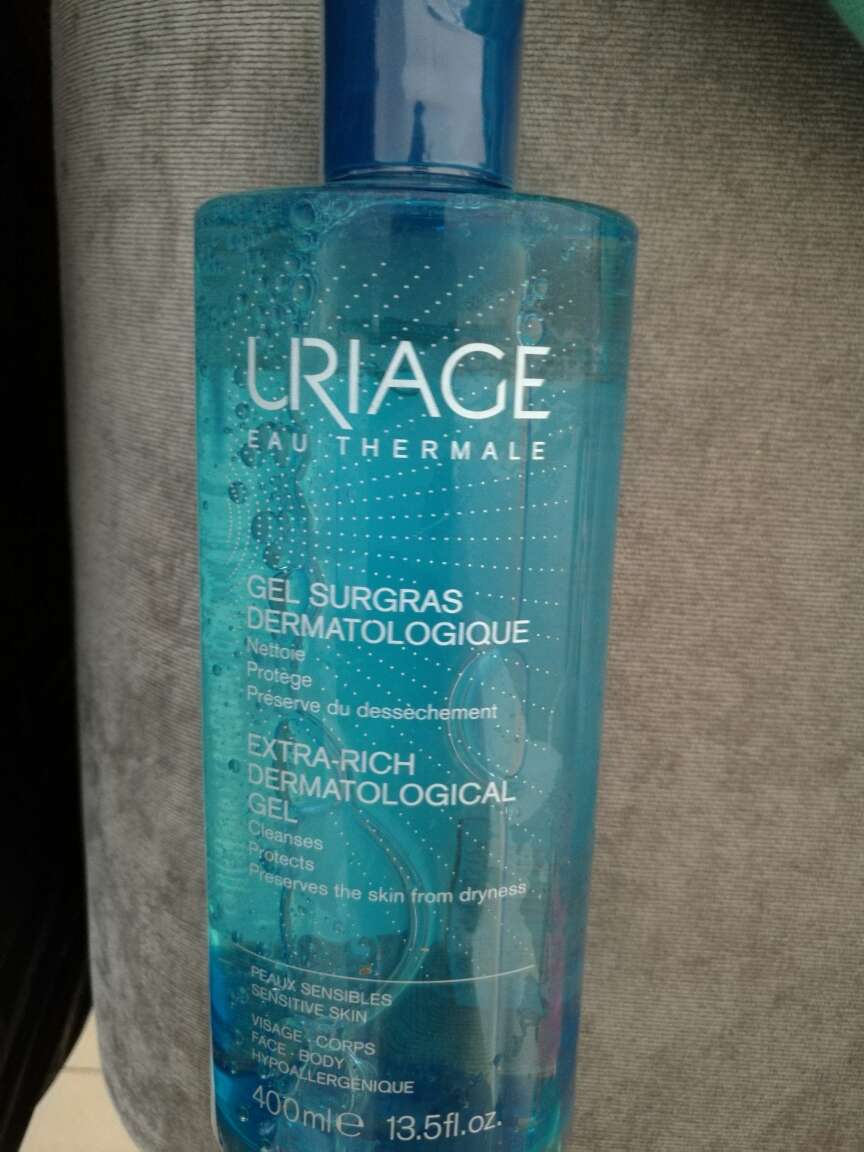 URIAGE
EAU THERMALE
GEL SURGRAS
DERMATOLOGIQUE
Nettoie
Protège
Préserve du dessèchement
EXTRA-RICH
DERMATOLOGICAL
GEL
Cleanses
Protects
Preserves the skin from dryness
PEAUX SENSIBLES
SENSITIVE SKIN
VISAGE - CORPS
FACE - BODY
HYPOALLERGÉNIQUE
400ml℮ 13.5fl.oz.